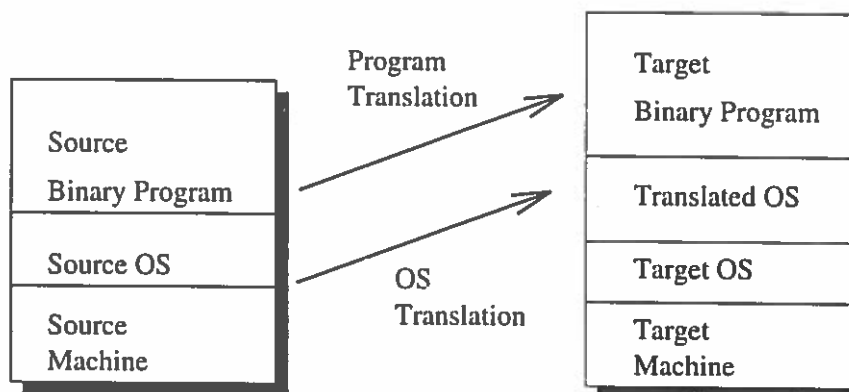 Source
Binary Program
Source OS
Source
Machine
Program
Translation
OS
Translation
Target
Binary Program
Translated OS
Target OS
Target
Machine